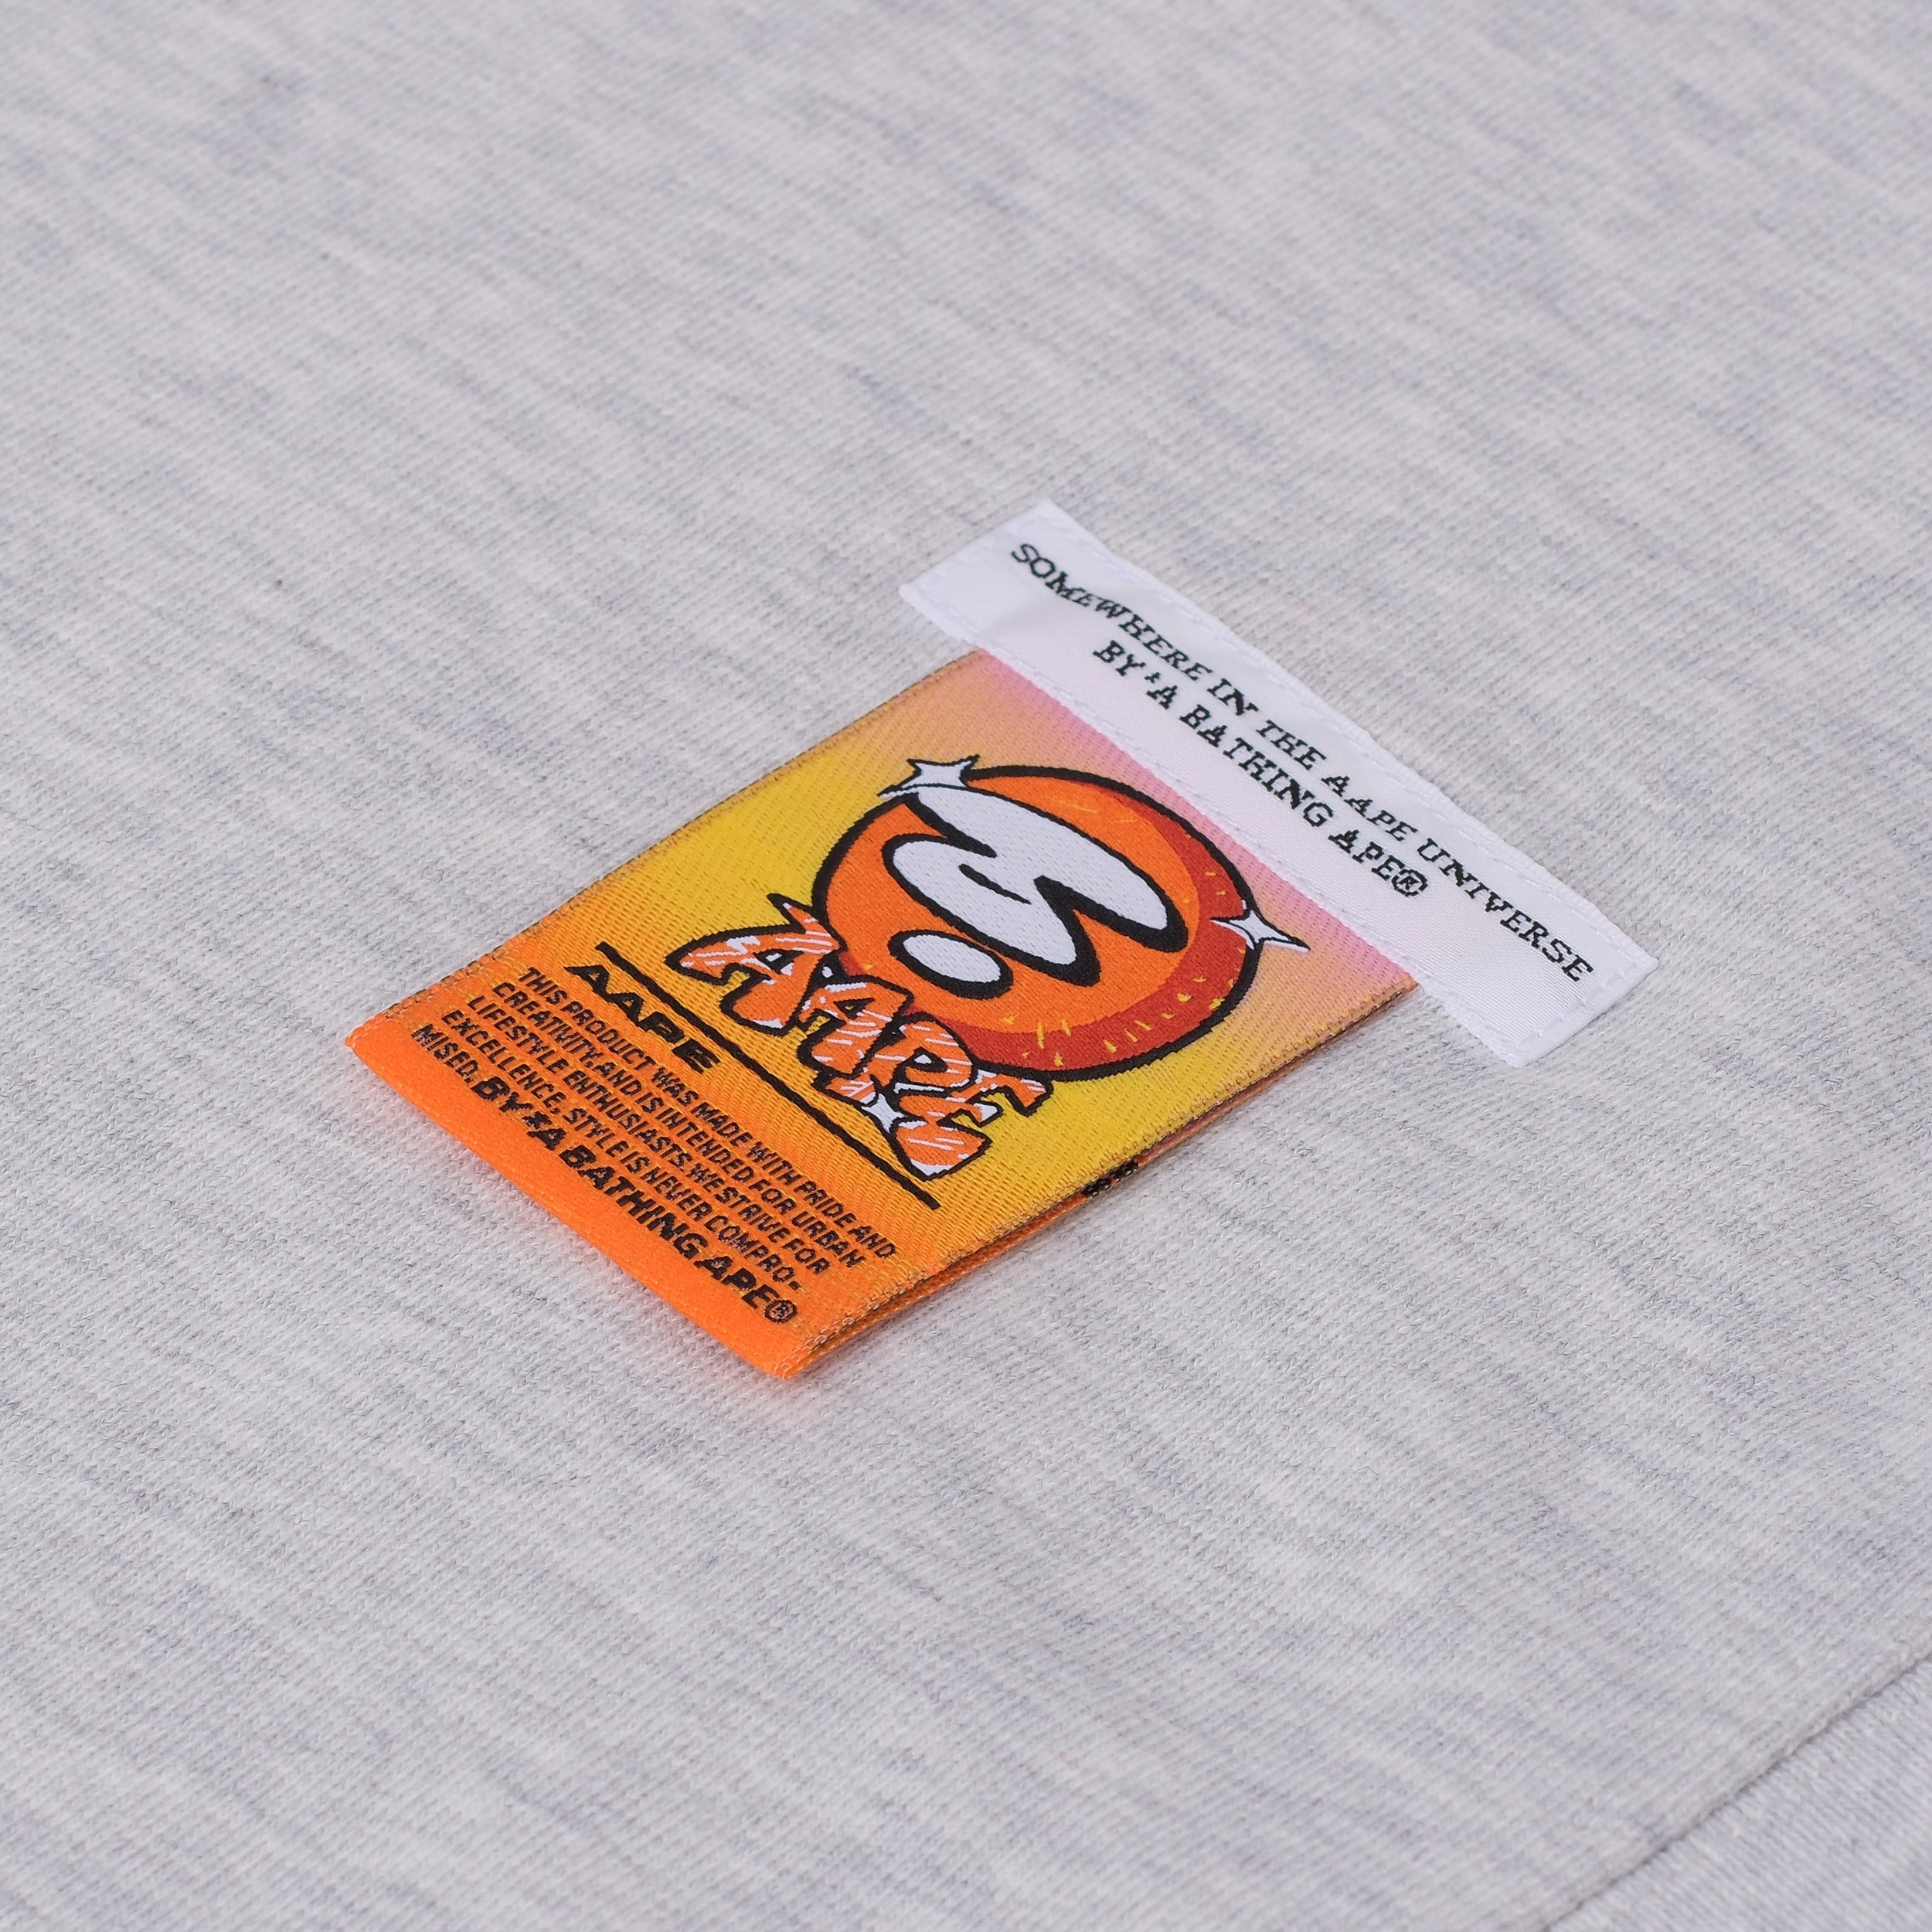 SOMEWHERE IN THE AAPE UNIVERSE
BY *A BATHING APE®
AAPE
AAPE
THIS PRODUCT WAS MADE WITH PRIDE AND
CREATIVITY, AND IS INTENDED FOR URBAN
LIFESTYLE ENTHUSIASTS. WE STRIVE FOR
EXCELLENCE, STYLE IS NEVER COMPRO-
MISED. BY *A BATHING APE®